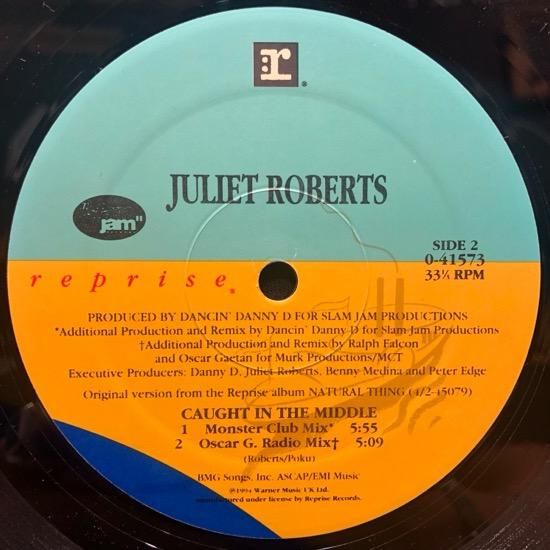 r
JULIET ROBERTS
jam"
SIDE 2
0-41573
33⅓ RPM
reprise
PRODUCED BY DANCIN' DANNY D FOR SLAM JAM PRODUCTIONS
*Additional Production and Remix by Dancin' Danny D for Slam Jam Productions
†Additional Production and Remix by Ralph Falcon
and Oscar Gaetan for Murk Productions/MCT
Executive Producers: Danny D, Juliet Roberts, Benny Medina and Peter Edge
Original version from the Reprise album NATURAL THING (4/2-45079)
CAUGHT IN THE MIDDLE
1 Monster Club Mix* 5:55
2 Oscar G. Radio Mix† 5:09
(Roberts/Poku)
BMG Songs, Inc. ASCAP/EMI Music
℗1994 Warner Music UK Ltd.
manufactured under license by Reprise Records.